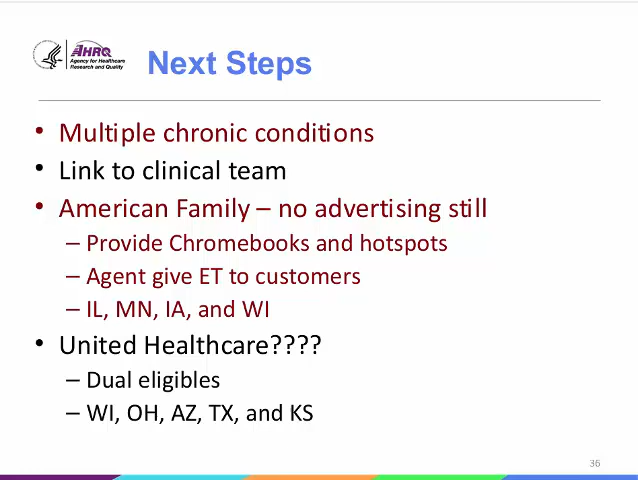 AHRQ
Agency for Healthcare
Research and Quality
Next Steps
• Multiple chronic conditions
• Link to clinical team
• American Family – no advertising still
– Provide Chromebooks and hotspots
– Agent give ET to customers
– IL, MN, IA, and WI
• United Healthcare????
– Dual eligibles
– WI, OH, AZ, TX, and KS
36